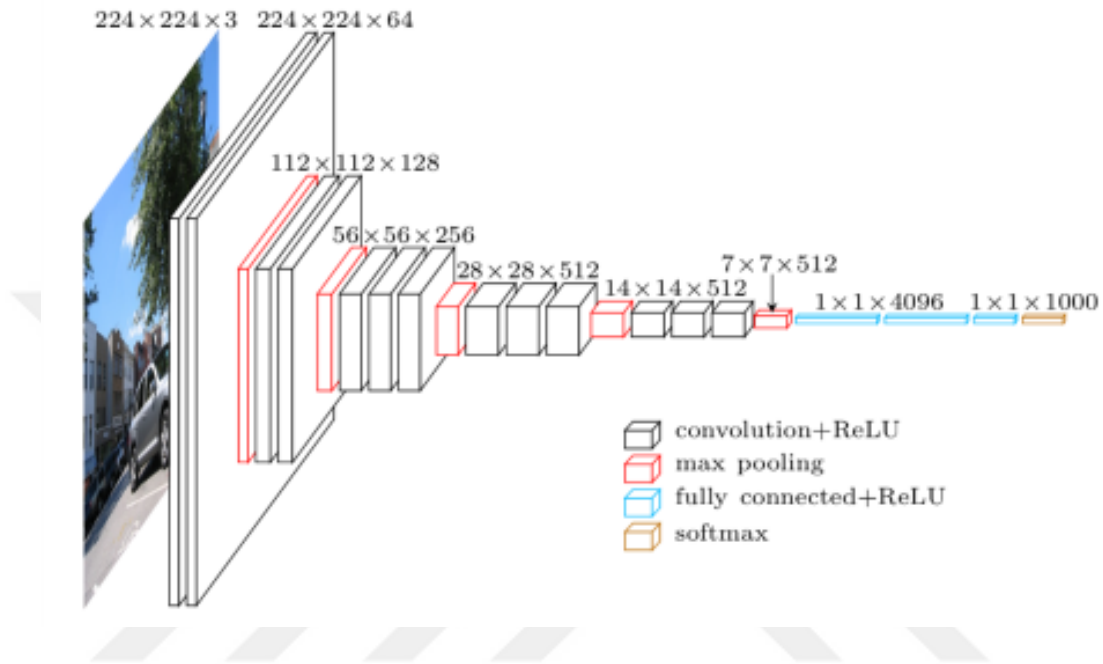 224×224×3
224×224×64
112×112×128
56×56×256
28×28×512
14×14×512
7×7×512
1×1×4096
1×1×1000
convolution+ReLU
max pooling
fully connected+ReLU
softmax